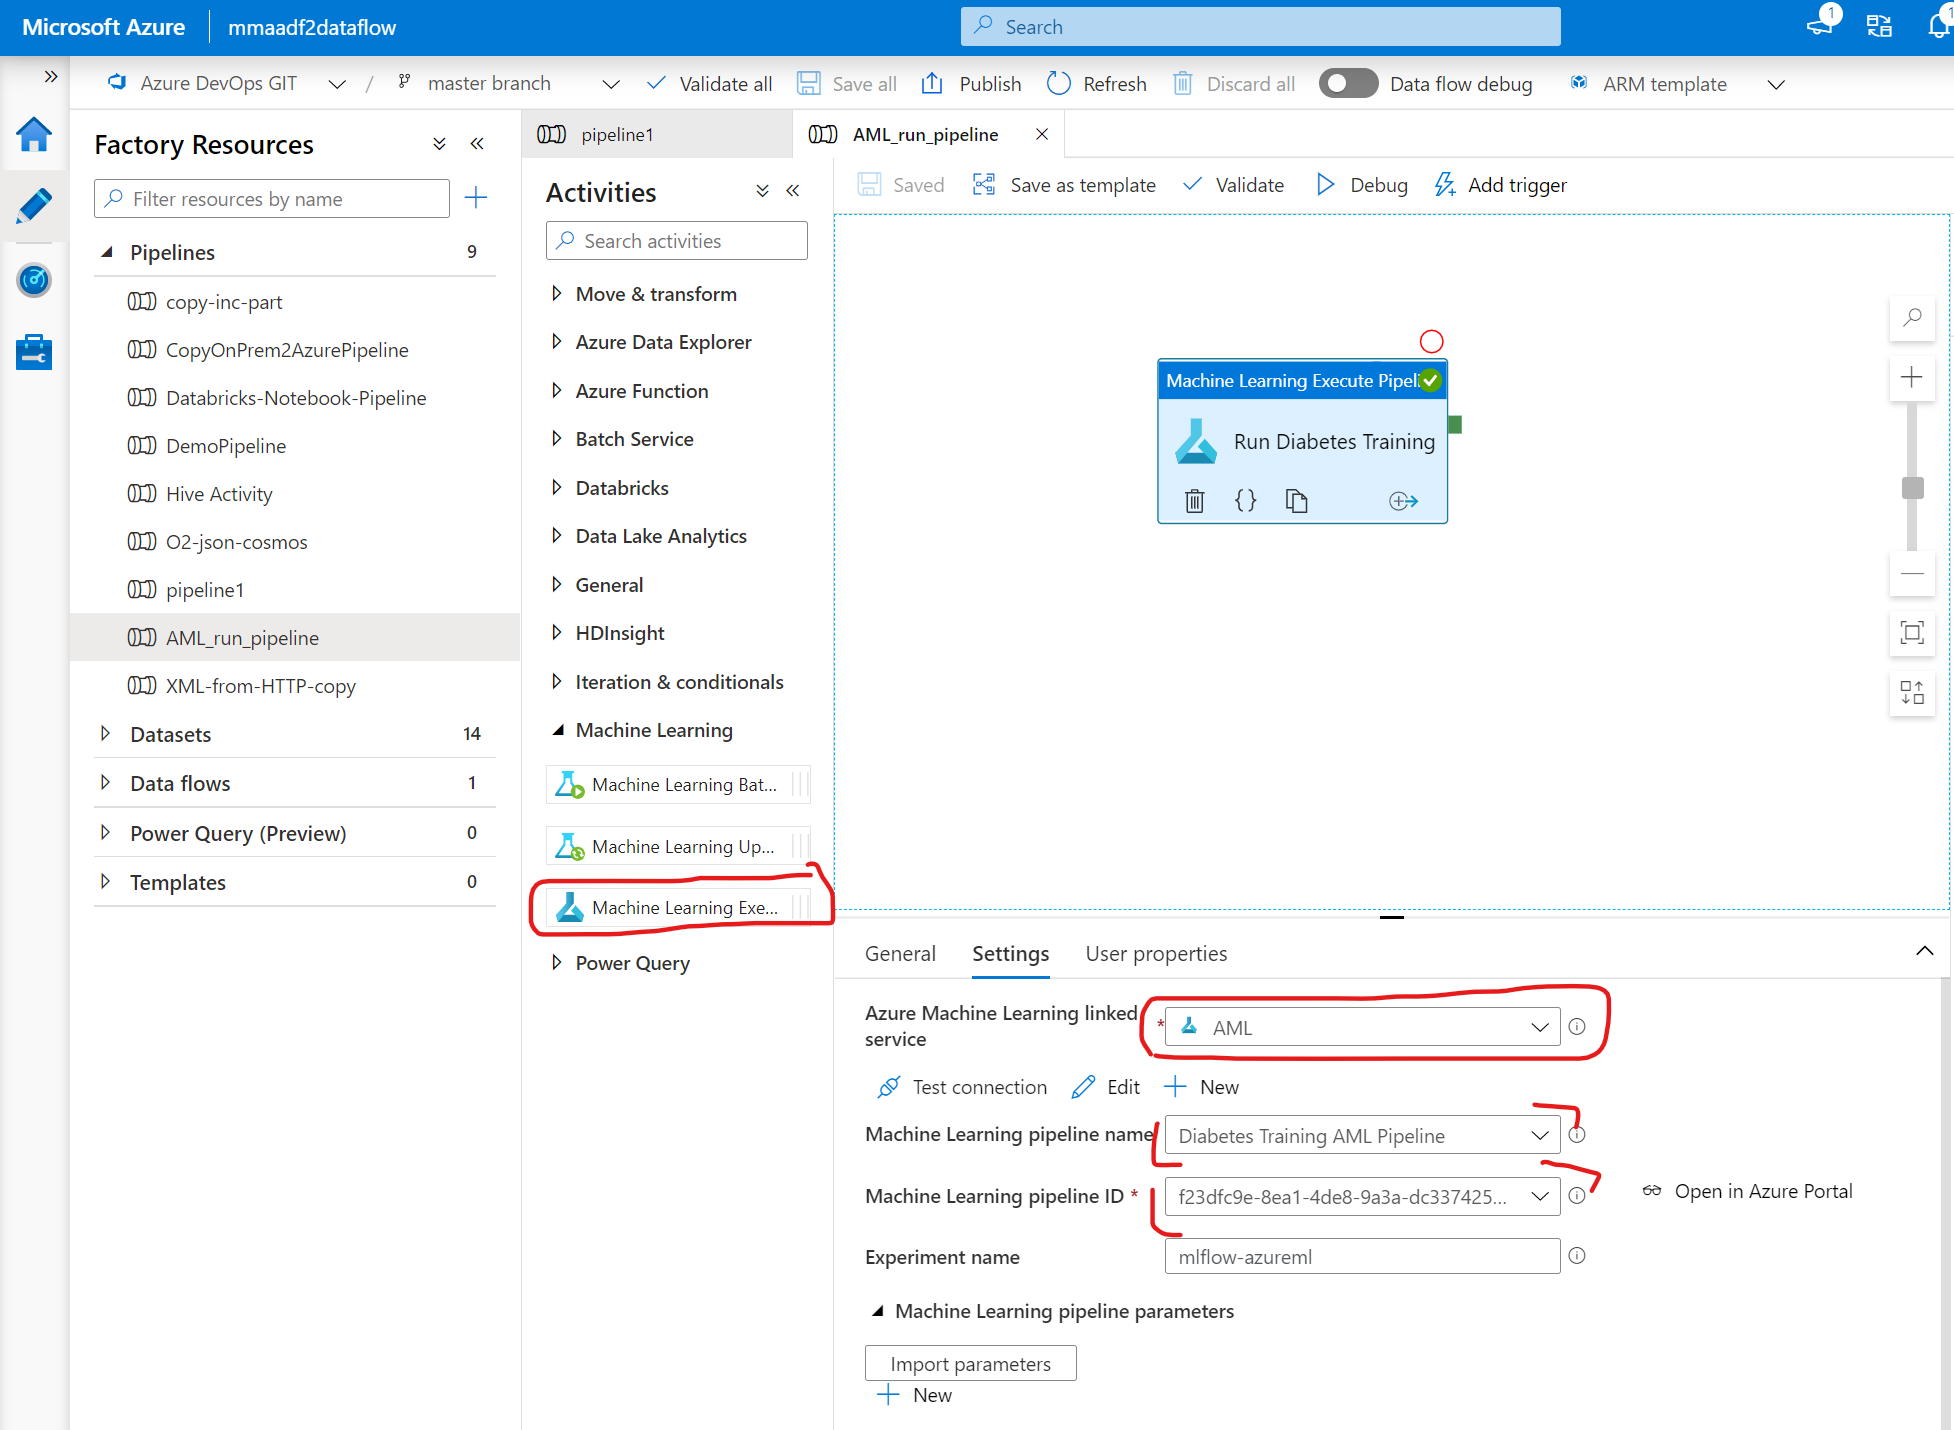 Microsoft Azure
mmaadf2dataflow
Search
1
1
Azure DevOps GIT
/
master branch
Validate all
Save all
Publish
Refresh
Discard all
Data flow debug
ARM template
Factory Resources
Filter resources by name
Pipelines
9
copy-inc-part
CopyOnPrem2AzurePipeline
Databricks-Notebook-Pipeline
DemoPipeline
Hive Activity
O2-json-cosmos
pipeline1
AML_run_pipeline
XML-from-HTTP-copy
Datasets
14
Data flows
1
Power Query (Preview)
0
Templates
0
pipeline1
AML_run_pipeline
Activities
Search activities
Move & transform
Azure Data Explorer
Azure Function
Batch Service
Databricks
Data Lake Analytics
General
HDInsight
Iteration & conditionals
Machine Learning
Machine Learning Bat...
Machine Learning Up...
Machine Learning Exe...
Power Query
Saved
Save as template
Validate
Debug
Add trigger
Machine Learning Execute Pipeli
Run Diabetes Training
General
Settings
User properties
Azure Machine Learning linked
service
*
AML
Test connection
Edit
New
Machine Learning pipeline name
Diabetes Training AML Pipeline
Machine Learning pipeline ID *
f23dfc9e-8ea1-4de8-9a3a-dc337425...
Open in Azure Portal
Experiment name
mlflow-azureml
Machine Learning pipeline parameters
Import parameters
New